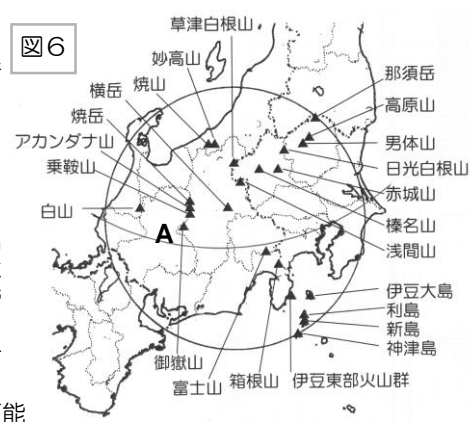 図6
草津白根山
妙高山
焼山
横岳
焼岳
アカンダナ山
乗鞍山
白山
A
那須岳
高原山
男体山
日光白根山
赤城山
榛名山
浅間山
伊豆大島
利島
新島
神津島
御嶽山
富士山
箱根山
伊豆東部火山群
能